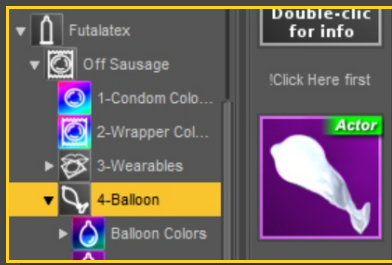 Futalatex
Off Sausage
1-Condom Colo...
2-Wrapper Col...
3-Wearables
4-Balloon
Balloon Colors
Double-clic
for info
!Click Here first
Actor